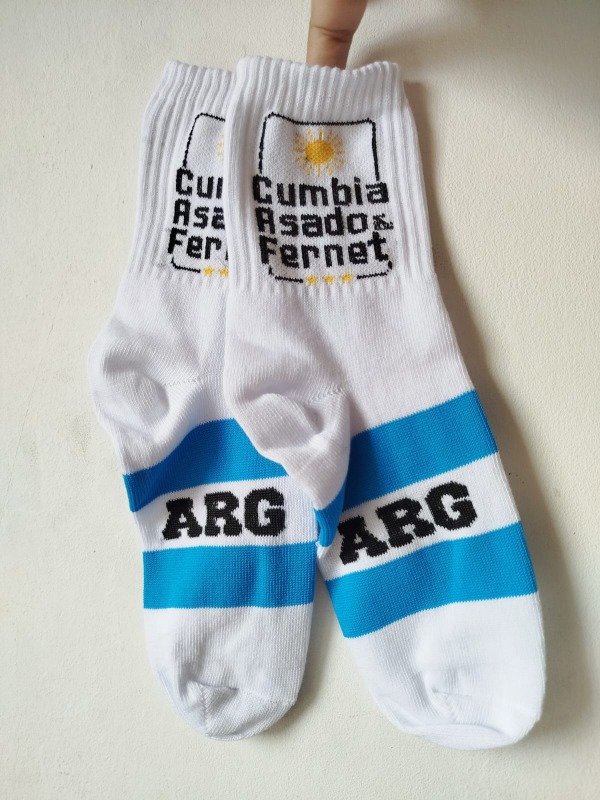 Cumbia
Asado &
Fernet
ARG
ARG